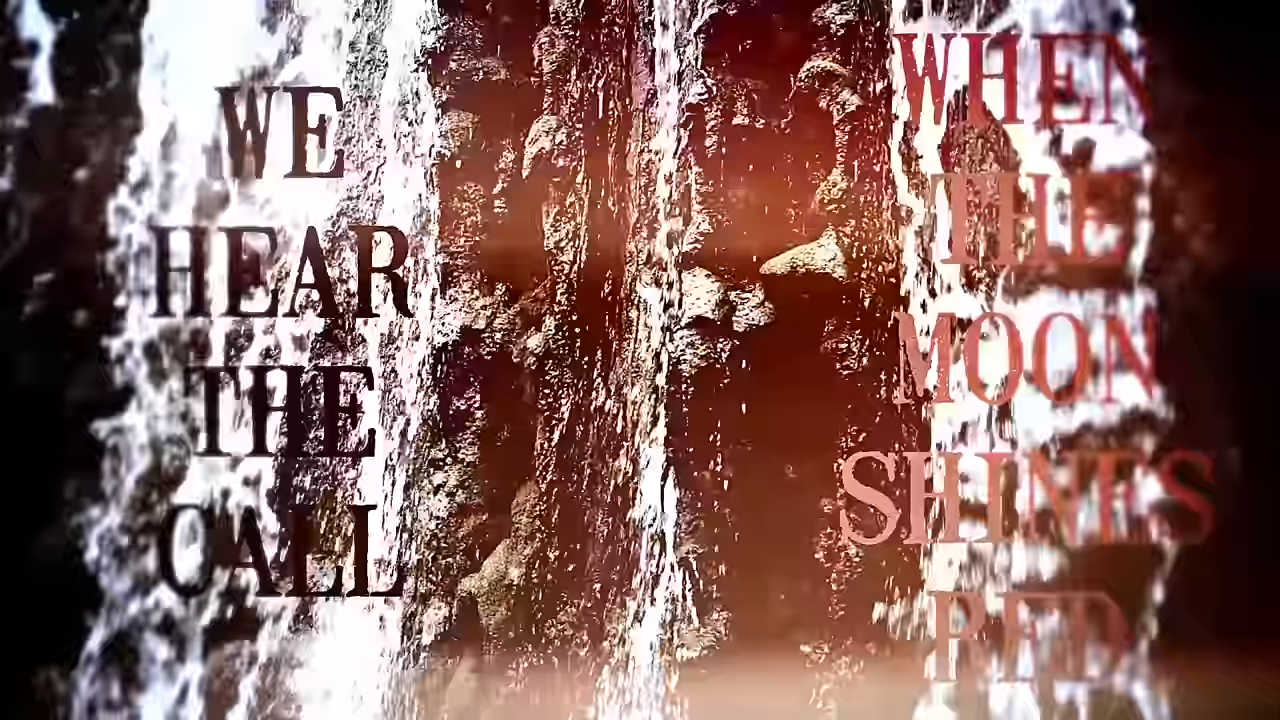 WE
HEAR
THE
CALL
WHEN
THE
MOON
SHINES
RED